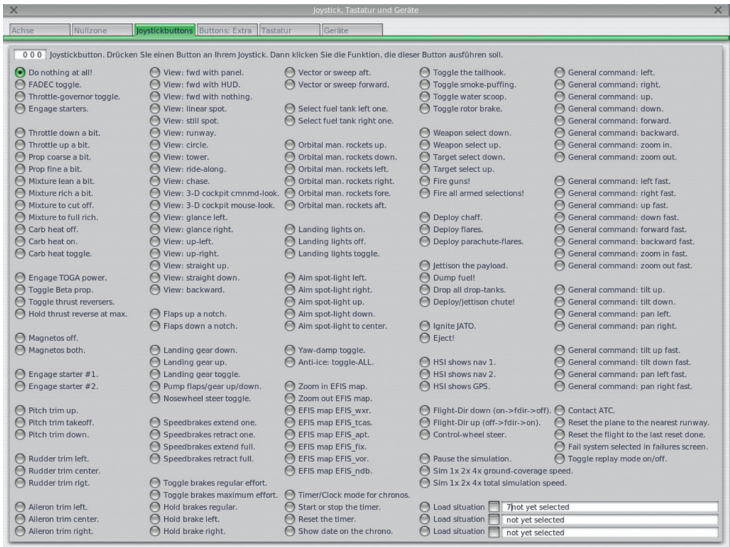 Joystick, Tastatur und Geräte
Achse
Nullzone
Joystickbuttons
Buttons: Extra
Tastatur
Geräte
0 0 0 Joystickbutton. Drücken SIe einen Button an Ihrem Joystick. Dann klicken Sie die Funktion, die dieser Button ausführen soll.
Do nothing at all!
FADEC toggle.
Throttle-governor toggle.
Engage starters.
Throttle down a bit.
Throttle up a bit.
Prop coarse a bit.
Prop fine a bit.
Mixture lean a bit.
Mixture rich a bit.
Mixture to cut off.
Mixture to full rich.
Carb heat off.
Carb heat on.
Carb heat toggle.
Engage TOGA power.
Toggle Beta prop.
Toggle thrust reversers.
Hold thrust reverse at max.
Magnetos off.
Magnetos both.
Engage starter #1.
Engage starter #2.
Pitch trim up.
Pitch trim takeoff.
Pitch trim down.
Rudder trim left.
Rudder trim center.
Rudder trim rigt.
Aileron trim left.
Aileron trim center.
Aileron trim right.
View: fwd with panel.
View: fwd with HUD.
View: fwd with nothing.
View: linear spot.
View: still spot.
View: runway.
View: circle.
View: tower.
View: ride-along.
View: chase.
View: 3-D cockpit cmnmd-look.
View: 3-D cockpit mouse-look.
View: glance left.
View: glance right.
View: up-left.
View: up-right.
View: straight up.
View: straight down.
View: backward.
Flaps up a notch.
Flaps down a notch.
Landing gear down.
Landing gear up.
Landing gear toggle.
Pump flaps/gear up/down.
Nosewheel steer toggle.
Speedbrakes extend one.
Speedbrakes retract one.
Speedbrakes extend full.
Speedbrakes retract full.
Toggle brakes regular effort.
Toggle brakes maximum effort.
Hold brakes regular.
Hold brake left.
Hold brake right.
Vector or sweep aft.
Vector or sweep forward.
Select fuel tank left one.
Select fuel tank right one.
Orbital man. rockets up.
Orbital man. rockets down.
Orbital man. rockets left.
Orbital man. rockets right.
Orbital man. rockets fore.
Orbital man. rockets aft.
Landing lights on.
Landing lights off.
Landing lights toggle.
Aim spot-light left.
Aim spot-light right.
Aim spot-light up.
Aim spot-light down.
Aim spot-light to center.
Yaw-damp toggle.
Anti-ice: toggle-ALL.
Zoom in EFIS map.
Zoom out EFIS map.
EFIS map EFIS_wxr.
EFIS map EFIS_tcas.
EFIS map EFIS_apt.
EFIS map EFIS_fix.
EFIS map EFIS_vor.
EFIS map EFIS_ndb.
Timer/Clock mode for chronos.
Start or stop the timer.
Reset the timer.
Show date on the chrono.
Toggle the tailhook.
Toggle smoke-puffing.
Toggle water scoop.
Toggle rotor brake.
Weapon select down.
Weapon select up.
Target select down.
Target select up.
Fire guns!
Fire all armed selections!
Deploy chaff.
Deploy flares.
Deploy parachute-flares.
Jettison the payload.
Dump fuel!
Drop all drop-tanks.
Deploy/jettison chute!
Ignite JATO.
Eject!
HSI shows nav 1.
HSI shows nav 2.
HSI shows GPS.
Flight-Dir down (on->fdir->off).
Flight-Dir up (off->fdir->on).
Control-wheel steer.
Pause the simulation.
Sim 1x 2x 4x ground-coverage speed.
Sim 1x 2x 4x total simulation speed.
Load situation 7not yet selected
Load situation not yet selected
Load situation not yet selected
General command: left.
General command: right.
General command: up.
General command: down.
General command: forward.
General command: backward.
General command: zoom in.
General command: zoom out.
General command: left fast.
General command: right fast.
General command: up fast.
General command: down fast.
General command: forward fast.
General command: backward fast.
General command: zoom in fast.
General command: zoom out fast.
General command: tilt up.
General command: tilt down.
General command: pan left.
General command: pan right.
General command: tilt up fast.
General command: tilt down fast.
General command: pan left fast.
General command: pan right fast.
Contact ATC.
Reset the plane to the nearest runway.
Reset the flight to the last reset done.
Fail system selected in failures screen.
Toggle replay mode on/off.